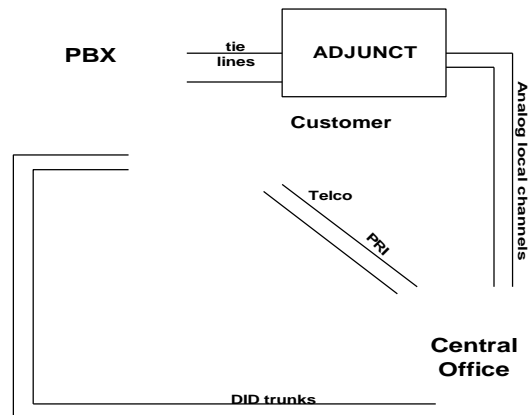 PBX
tie
lines
ADJUNCT
Customer
Analog local channels
Telco
PRI
Central
Office
DID trunks